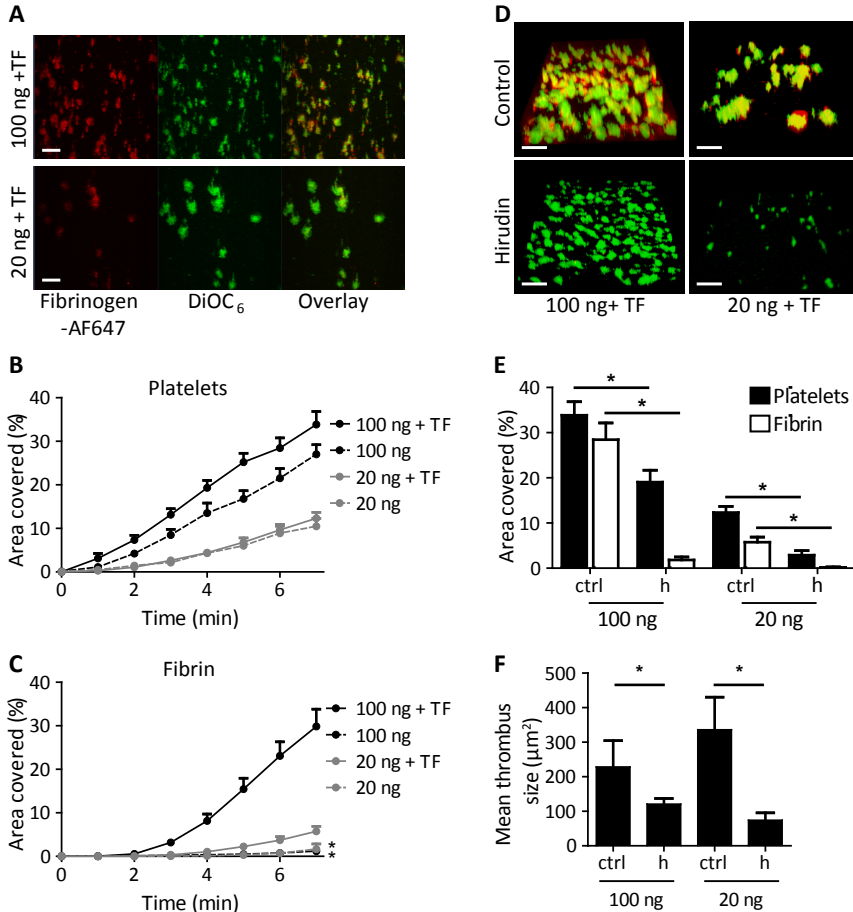 A
100 ng +TF
20 ng + TF
Fibrinogen
-AF647
DiOC6
Overlay
B
Platelets
Area covered (%)
40
30
20
10
0
0 2 4 6
Time (min)
100 ng + TF
100 ng
20 ng + TF
20 ng
C
Fibrin
Area covered (%)
40
30
20
10
0
0 2 4 6
Time (min)
100 ng + TF
100 ng
20 ng + TF
20 ng
*
*
D
Control
Hirudin
100 ng+ TF
20 ng + TF
E
Area covered (%)
40
30
20
10
0
* * * *
Platelets
Fibrin
ctrl h ctrl h
100 ng 20 ng
F
Mean thrombus
size (μm²)
500
400
300
200
100
0
* *
ctrl h ctrl h
100 ng 20 ng